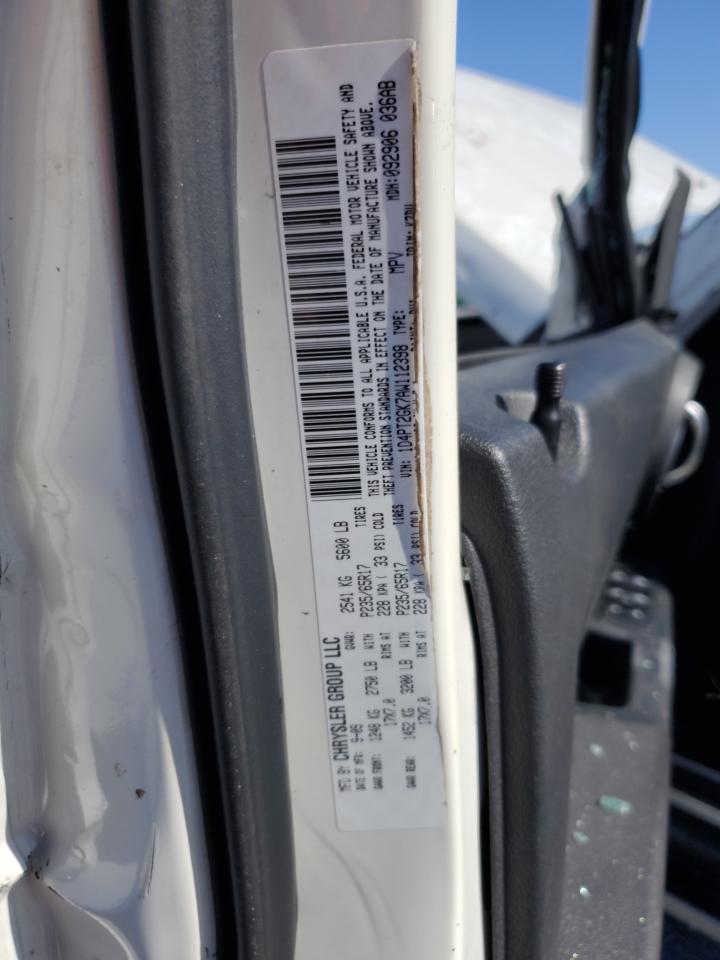 MFD BY CHRYSLER GROUP LLC
DATE OF MFR: 9-09 GVWR: 2541 KG 5600 LB
GAWR FRONT: 1248 KG 2750 LB WITH P235/65R17 TIRES
17X7.0 RIMS AT 228 KPA ( 33 PSI) COLD
GAWR REAR: 1452 KG 3200 LB WITH P235/65R17 TIRES
17X7.0 RIMS AT 228 KPA ( 33 PSI) COLD
THIS VEHICLE CONFORMS TO ALL APPLICABLE U.S.A. FEDERAL MOTOR VEHICLE SAFETY AND
THEFT PREVENTION STANDARDS IN EFFECT ON THE DATE OF MANUFACTURE SHOWN ABOVE.
VIN: 1D4PT2GK7AW112398 TYPE: MPV MDH:092906 036AB